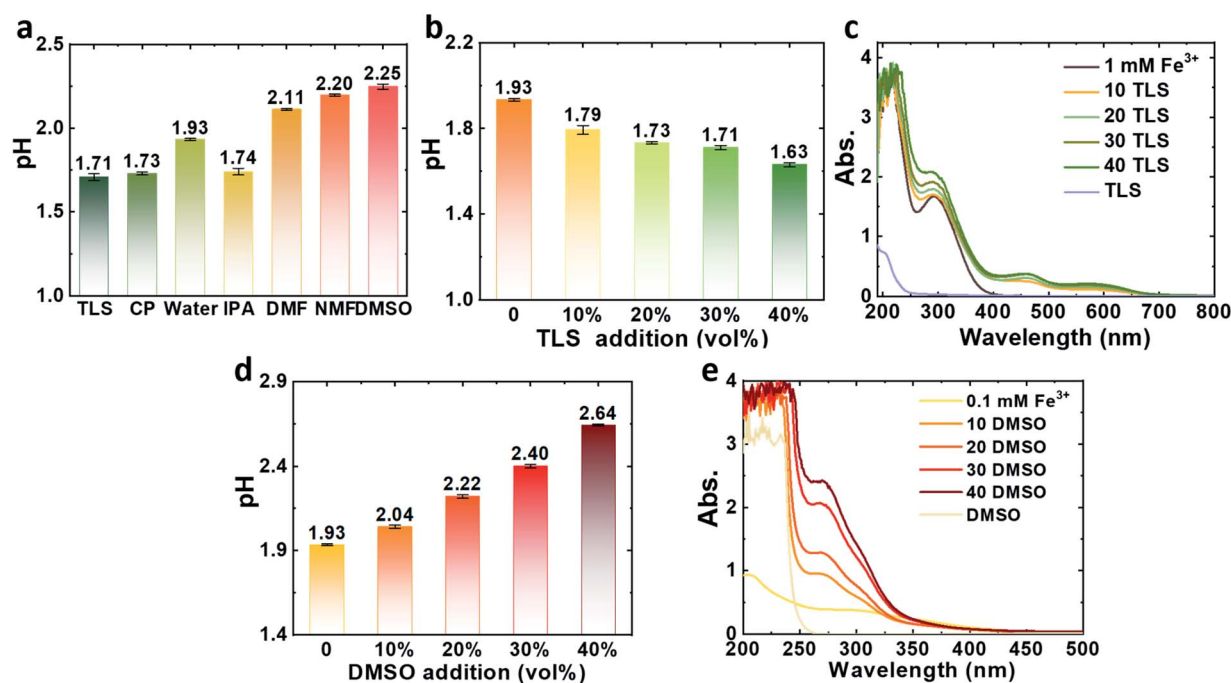 a
pH
2.5
2.0
1.5
1.0
1.71
1.73
1.93
1.74
2.11
2.20
2.25
TLS CP Water IPA DMF NMF DMSO
b
pH
2.2
1.8
1.4
1.0
1.93
1.79
1.73
1.71
1.63
0 10% 20% 30% 40%
TLS addition (vol%)
c
Abs.
4
3
2
1
0
1 mM Fe³⁺
10 TLS
20 TLS
30 TLS
40 TLS
TLS
200 300 400 500 600 700 800
Wavelength (nm)
d
pH
2.9
2.4
1.9
1.4
1.93
2.04
2.22
2.40
2.64
0 10% 20% 30% 40%
DMSO addition (vol%)
e
Abs.
4
3
2
1
0
0.1 mM Fe³⁺
10 DMSO
20 DMSO
30 DMSO
40 DMSO
DMSO
200 250 300 350 400 450 500
Wavelength (nm)